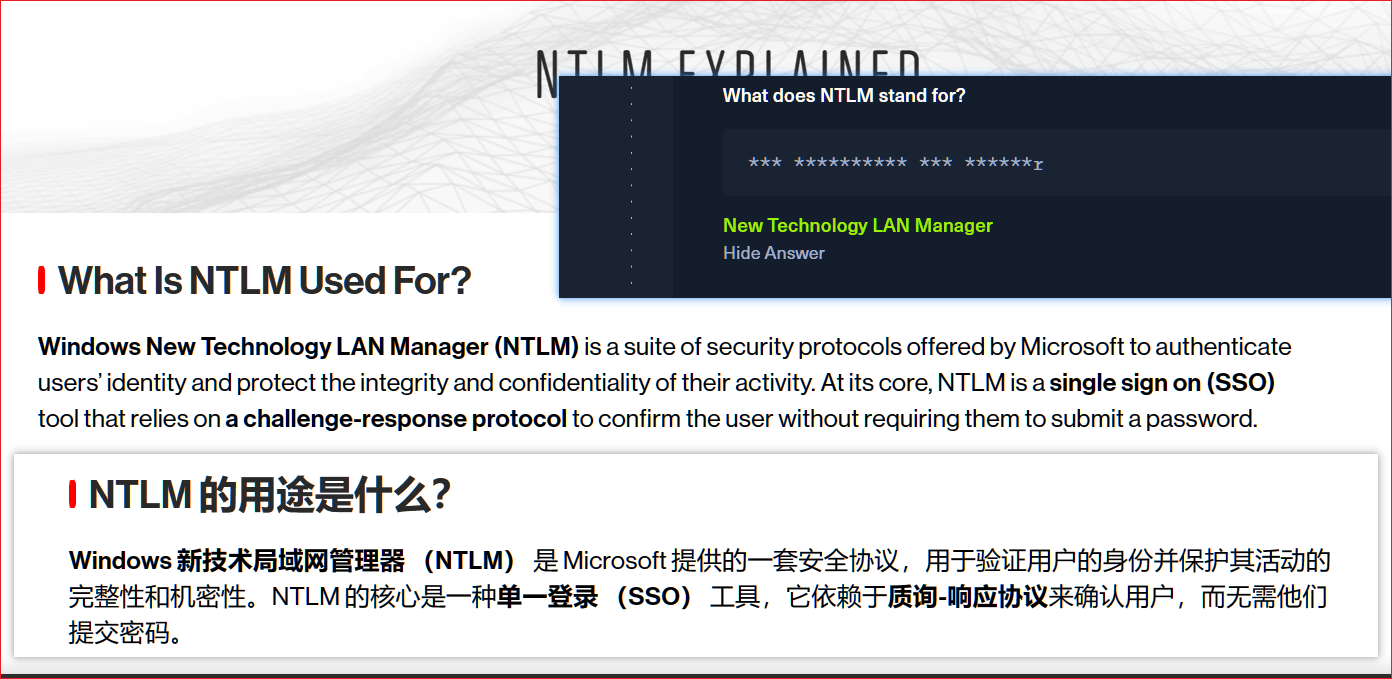 NTLM EXPLAINED
What does NTLM stand for?
*** ********** *** ******r
New Technology LAN Manager
Hide Answer
What Is NTLM Used For?
Windows New Technology LAN Manager (NTLM) is a suite of security protocols offered by Microsoft to authenticate
users’ identity and protect the integrity and confidentiality of their activity. At its core, NTLM is a single sign on (SSO)
tool that relies on a challenge-response protocol to confirm the user without requiring them to submit a password.
NTLM 的用途是什么？
Windows 新技术局域网管理器 （NTLM） 是 Microsoft 提供的一套安全协议，用于验证用户的身份并保护其活动的
完整性和机密性。NTLM 的核心是一种单一登录 （SSO） 工具，它依赖于质询-响应协议来确认用户，而无需他们
提交密码。